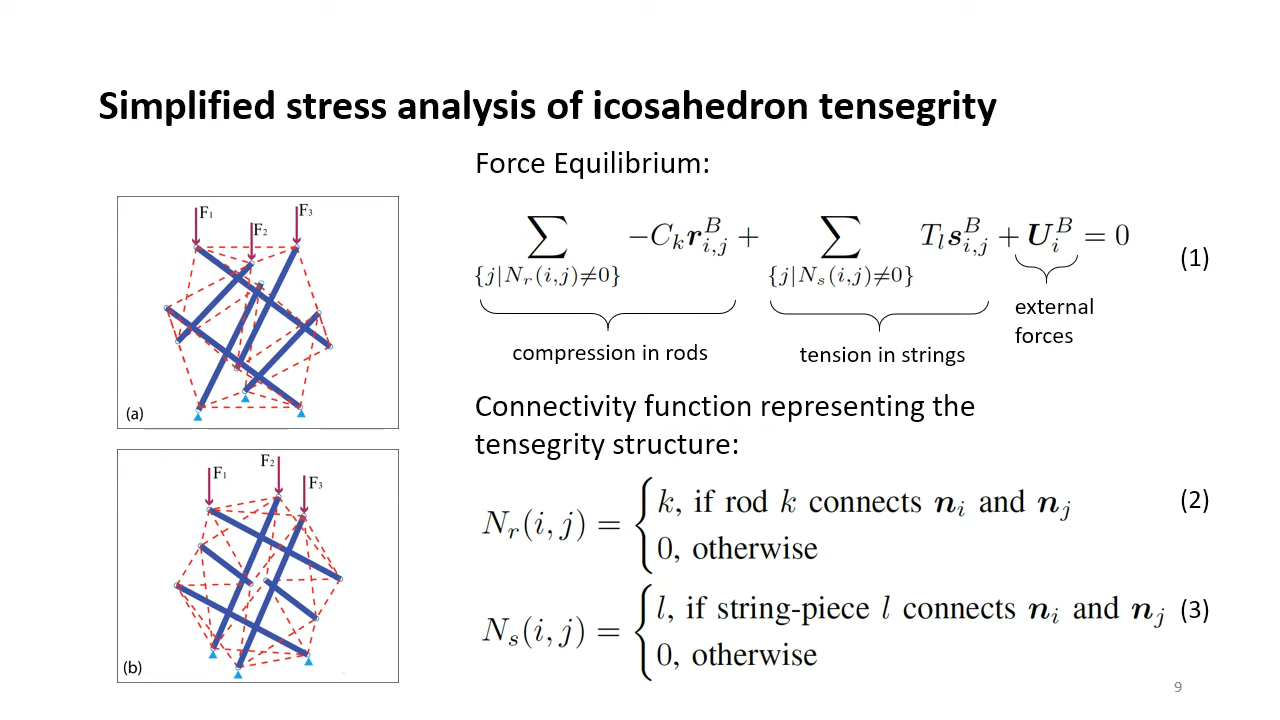 Simplified stress analysis of icosahedron tensegrity
F₁
F₂
F₃
(a)
F₁
F₂
F₃
(b)
Force Equilibrium:
∑_{{j|N_r(i,j)≠0}} −C_k r^B_{i,j} + ∑_{{j|N_s(i,j)≠0}} T_l s^B_{i,j} + U^B_i = 0 (1)
compression in rods
tension in strings
external
forces
Connectivity function representing the
tensegrity structure:
N_r(i, j) = { k, if rod k connects n_i and n_j (2)
0, otherwise
N_s(i, j) = { l, if string-piece l connects n_i and n_j (3)
0, otherwise
9